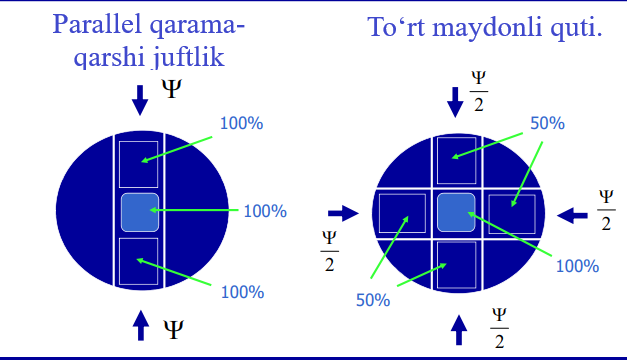 Parallel qarama-
qarshi juftlik
Ψ
100%
100%
100%
Ψ
To‘rt maydonli quti.
Ψ
2
50%
Ψ
2
Ψ
2
100%
50%
Ψ
2